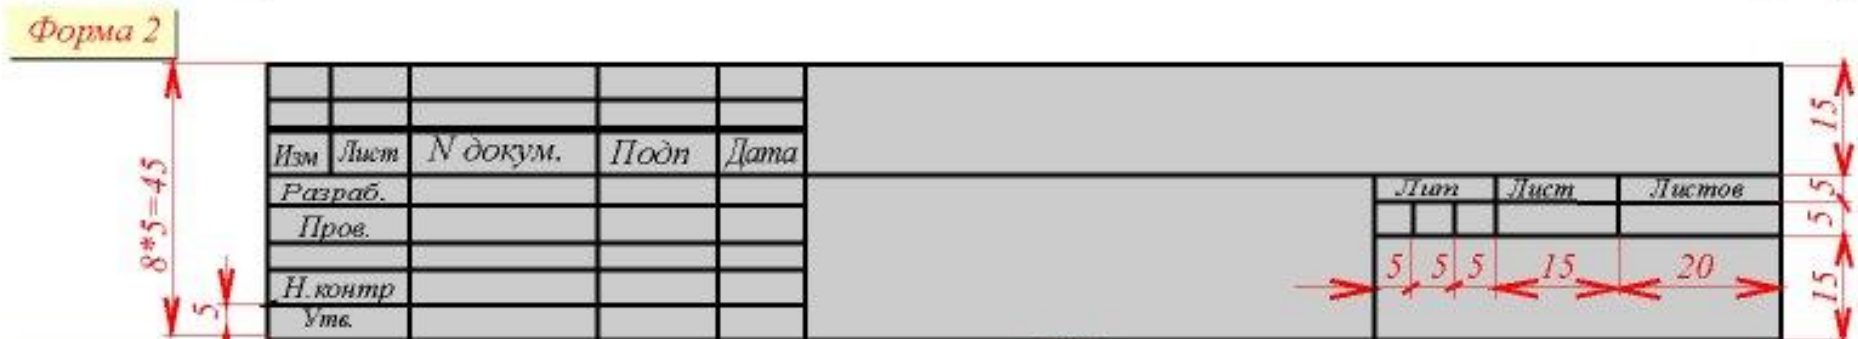 Форма 2
15
Изм Лист N докум. Подп Дата
8*5=45
Разраб. Лит Лист Листов 5
Пров. 5
5 5 5 15 20
Н.контр 15
5
Утв.